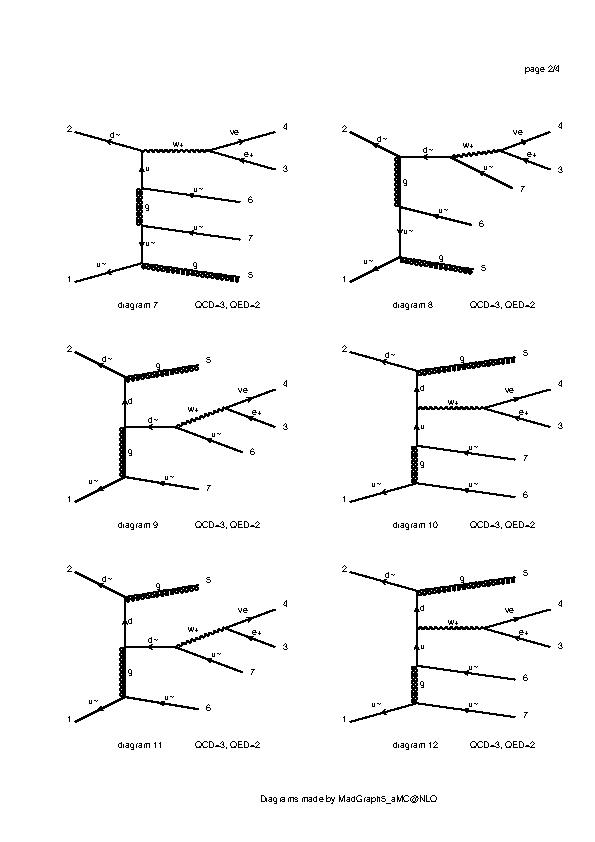 page 2/4
2 d~ w+ ve 4
e+ 3
u
u~ 6
g
u~ 7
u~
1 u~ g 5
diagram 7 QCD=3, QED=2
2 d~ d~ w+ ve 4
e+ 3
u~ 7
g
u~ 6
u~
1 u~ g 5
diagram 8 QCD=3, QED=2
2 d~ g 5
d
d~ w+ ve 4
e+ 3
u~ 6
g
1 u~ u~ 7
diagram 9 QCD=3, QED=2
2 d~ g 5
d
w+ ve 4
e+ 3
u
u~ 7
g
1 u~ u~ 6
diagram 10 QCD=3, QED=2
2 d~ g 5
d
d~ w+ ve 4
e+ 3
u~ 7
g
1 u~ u~ 6
diagram 11 QCD=3, QED=2
2 d~ g 5
d
w+ ve 4
e+ 3
u
u~ 6
g
1 u~ u~ 7
diagram 12 QCD=3, QED=2
Diagrams made by MadGraph5_aMC@NLO